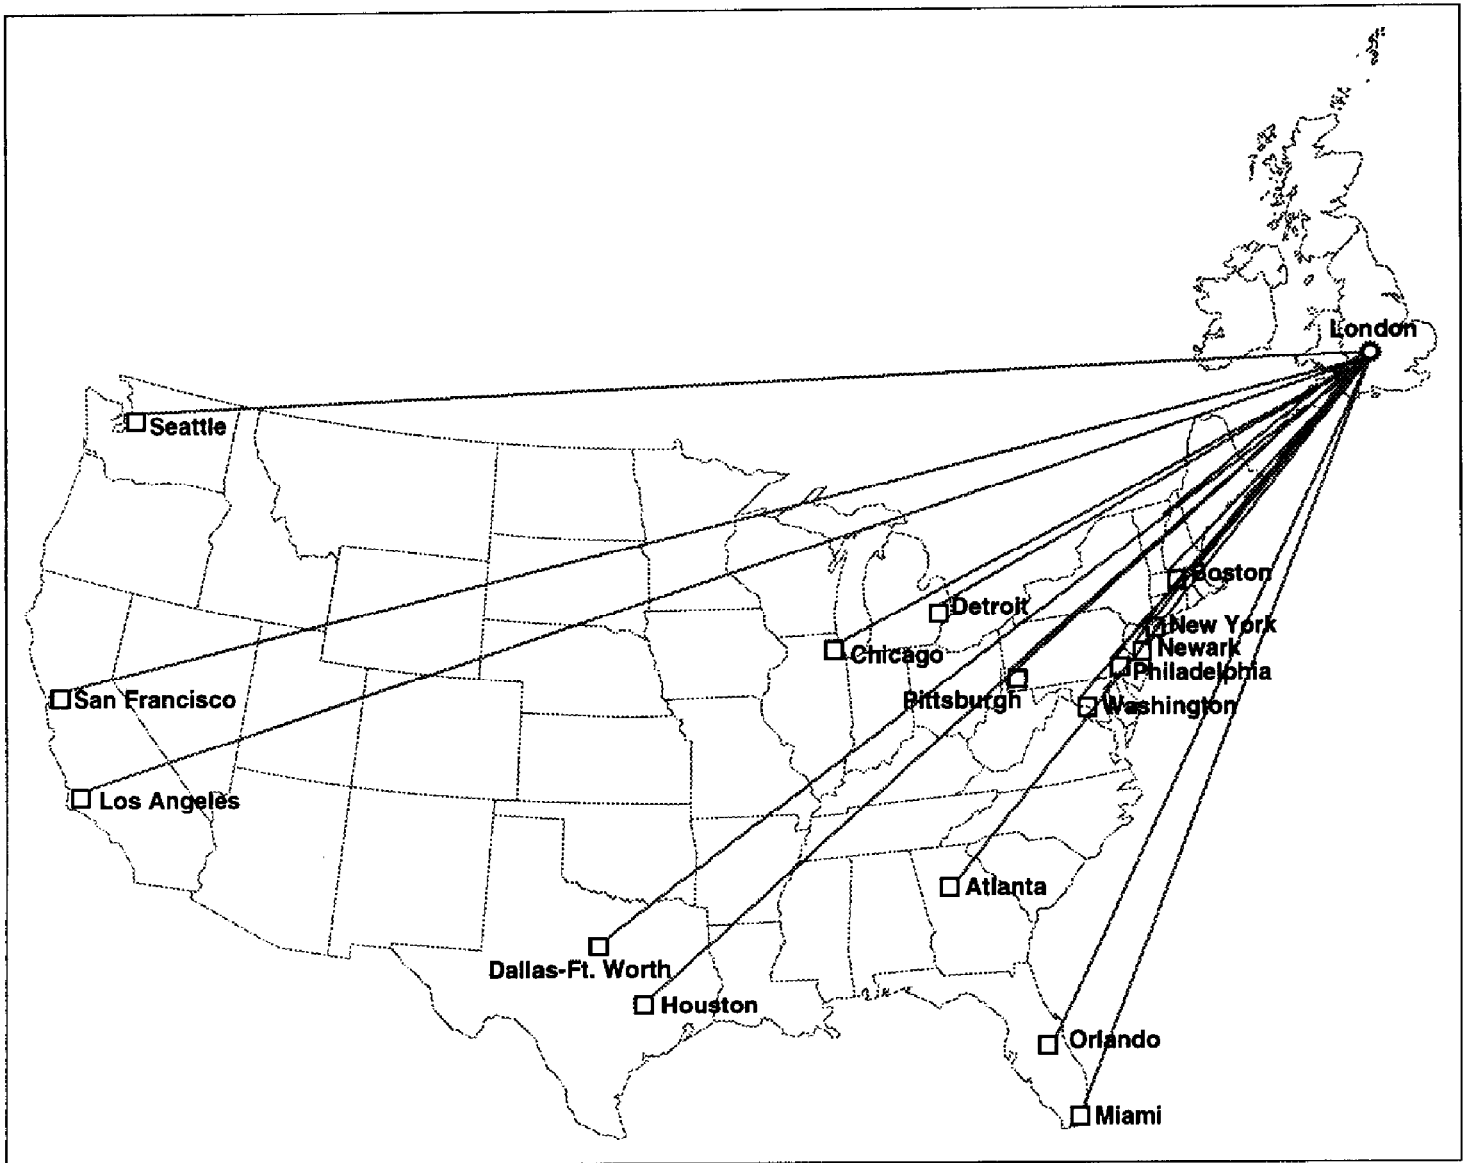 London
Seattle
Boston
Detroit
New York
Newark
Chicago
Philadelphia
San Francisco
Pittsburgh
Washington
Los Angeles
Atlanta
Dallas-Ft. Worth
Houston
Orlando
Miami